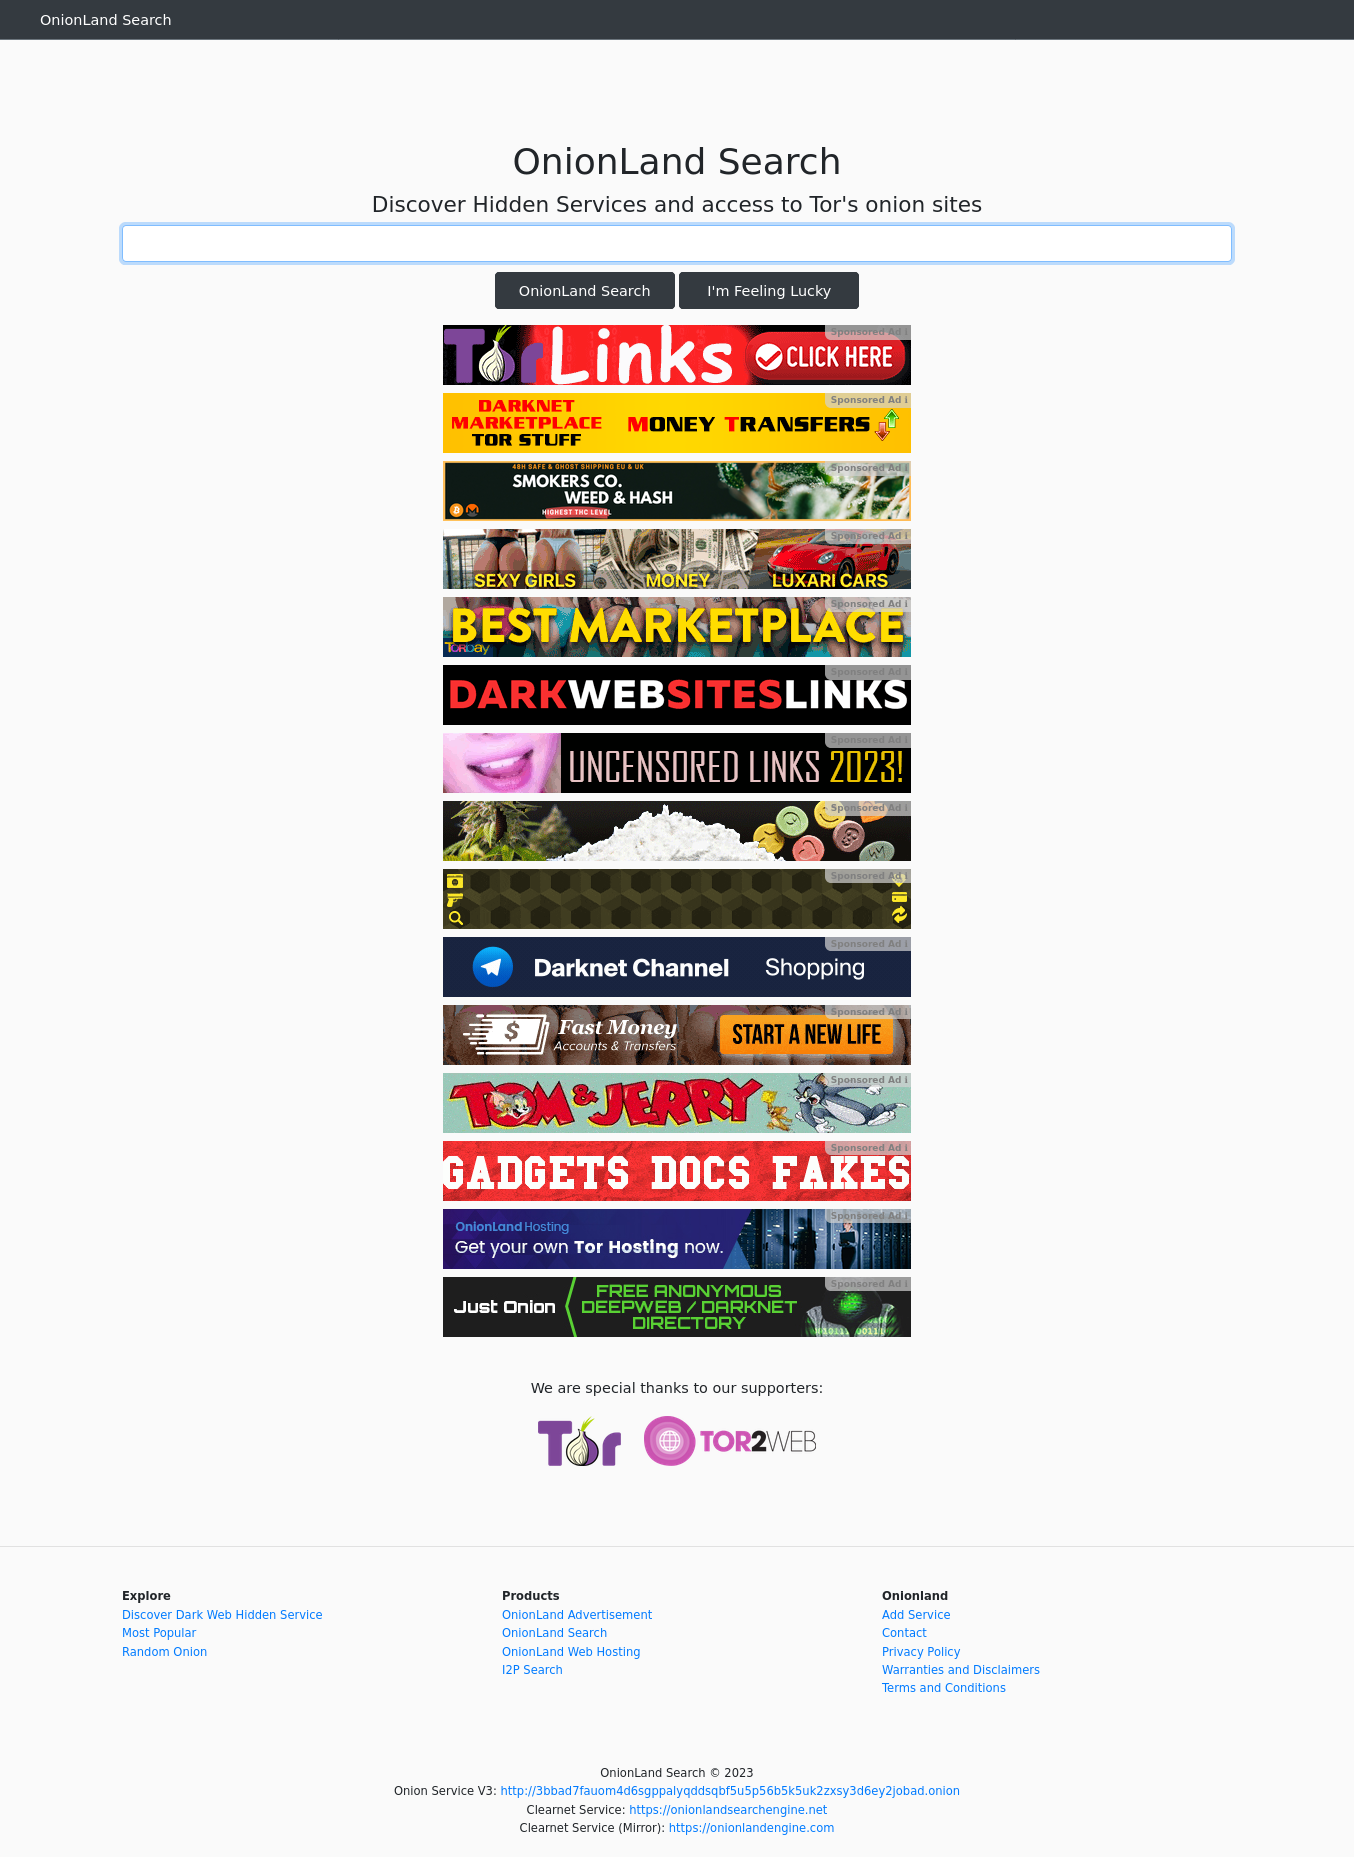 OnionLand Search
OnionLand Search
Discover Hidden Services and access to Tor's onion sites
OnionLand Search
I'm Feeling Lucky
Sponsored Ad i
Tor Links
CLICK HERE
Sponsored Ad i
DARKNET
MARKETPLACE
TOR STUFF
MONEY TRANSFERS
Sponsored Ad i
48H SAFE & GHOST SHIPPING EU & UK
SMOKERS CO.
WEED & HASH
HIGHEST THC LEVEL
Sponsored Ad i
SEXY GIRLS
MONEY
LUXARI CARS
Sponsored Ad i
BEST MARKETPLACE
TORDAY
Sponsored Ad i
DARKWEBSITESLINKS
Sponsored Ad i
UNCENSORED LINKS 2023!
Sponsored Ad i
Sponsored Ad i
Sponsored Ad i
Darknet Channel
Shopping
Sponsored Ad i
$
Fast Money
Accounts & Transfers
START A NEW LIFE
Sponsored Ad i
TOM & JERRY
Sponsored Ad i
GADGETS DOCS FAKES
Sponsored Ad i
OnionLand Hosting
Get your own Tor Hosting now.
Sponsored Ad i
Just Onion
FREE ANONYMOUS
DEEPWEB / DARKNET
DIRECTORY
We are special thanks to our supporters:
Tor
TOR2WEB
Explore
Discover Dark Web Hidden Service
Most Popular
Random Onion
Products
OnionLand Advertisement
OnionLand Search
OnionLand Web Hosting
I2P Search
Onionland
Add Service
Contact
Privacy Policy
Warranties and Disclaimers
Terms and Conditions
OnionLand Search © 2023
Onion Service V3: http://3bbad7fauom4d6sgppalyqddsqbf5u5p56b5k5uk2zxsy3d6ey2jobad.onion
Clearnet Service: https://onionlandsearchengine.net
Clearnet Service (Mirror): https://onionlandengine.com